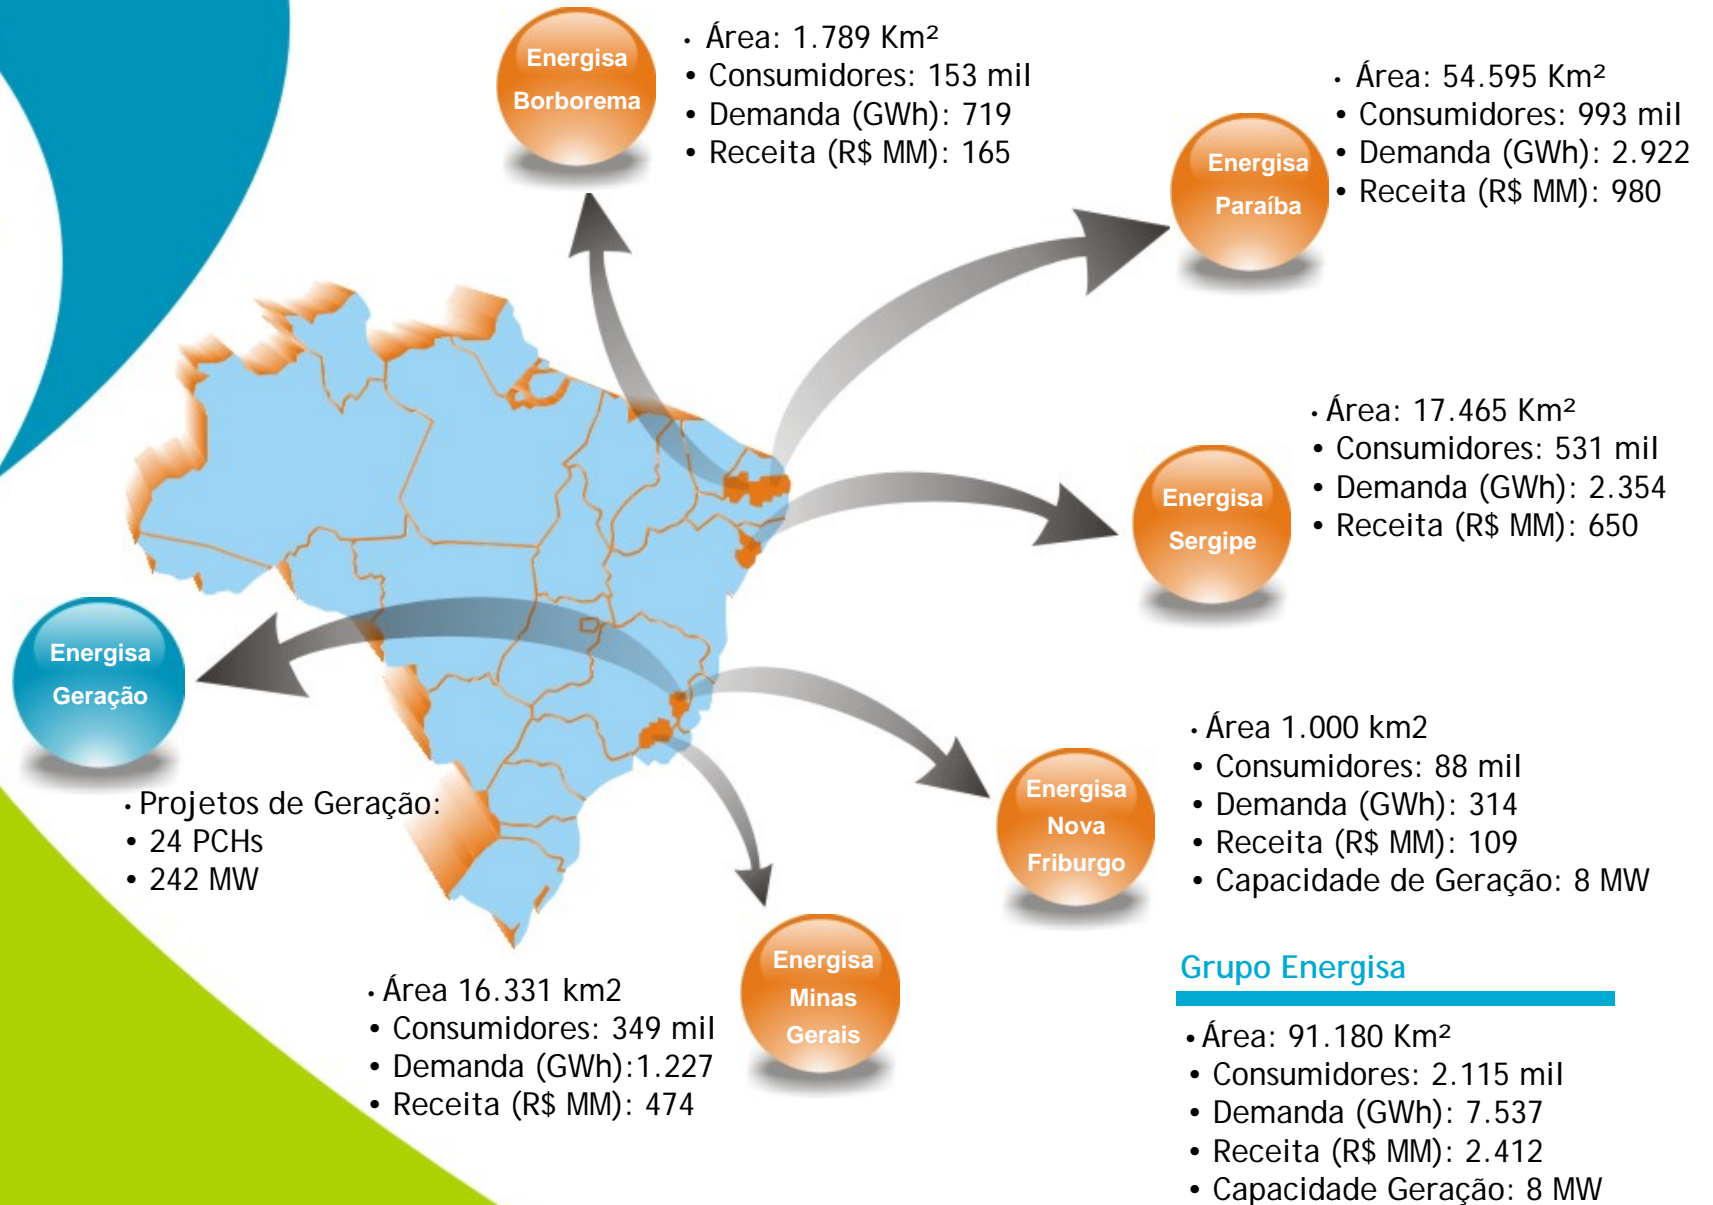 Energisa
Borborema
• Área: 1.789 Km²
• Consumidores: 153 mil
• Demanda (GWh): 719
• Receita (R$ MM): 165
Energisa
Paraíba
• Área: 54.595 Km²
• Consumidores: 993 mil
• Demanda (GWh): 2.922
• Receita (R$ MM): 980
Energisa
Sergipe
• Área: 17.465 Km²
• Consumidores: 531 mil
• Demanda (GWh): 2.354
• Receita (R$ MM): 650
Energisa
Geração
• Projetos de Geração:
• 24 PCHs
• 242 MW
Energisa
Nova
Friburgo
• Área 1.000 km2
• Consumidores: 88 mil
• Demanda (GWh): 314
• Receita (R$ MM): 109
• Capacidade de Geração: 8 MW
Energisa
Minas
Gerais
• Área 16.331 km2
• Consumidores: 349 mil
• Demanda (GWh):1.227
• Receita (R$ MM): 474
Grupo Energisa
• Área: 91.180 Km²
• Consumidores: 2.115 mil
• Demanda (GWh): 7.537
• Receita (R$ MM): 2.412
• Capacidade Geração: 8 MW